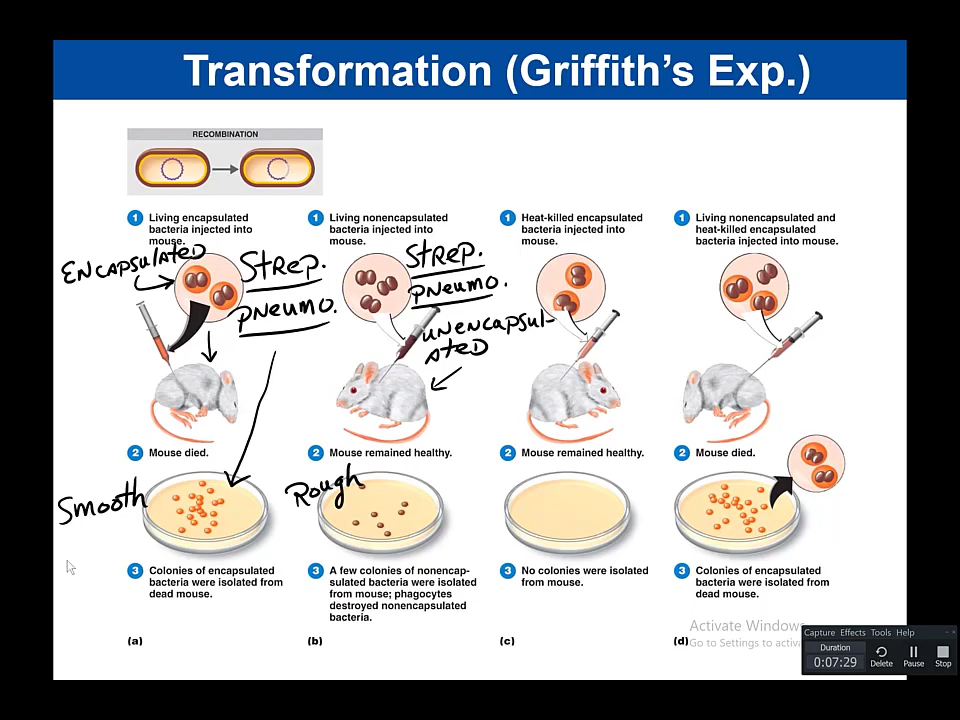 Transformation (Griffith's Exp.)
RECOMBINATION
1 Living encapsulated
bacteria injected into
mouse.
1 Living nonencapsulated
bacteria injected into
mouse.
1 Heat-killed encapsulated
bacteria injected into
mouse.
1 Living nonencapsulated and
heat-killed encapsulated
bacteria injected into mouse.
ENCAPSULATED
STREP.
PNEUMO.
STREP.
PNEUMO.
UNENCAPSUL-
ATED
2 Mouse died.
2 Mouse remained healthy.
2 Mouse remained healthy.
2 Mouse died.
Smooth
Rough
3 Colonies of encapsulated
bacteria were isolated from
dead mouse.
3 A few colonies of nonencap-
sulated bacteria were isolated
from mouse; phagocytes
destroyed nonencapsulated
bacteria.
3 No colonies were isolated
from mouse.
3 Colonies of encapsulated
bacteria were isolated from
dead mouse.
(a)
(b)
(c)
(d)
Activate Windows
Go to Settings to activ
Capture Effects Tools Help
Duration
0:07:29
Delete
Pause
Stop